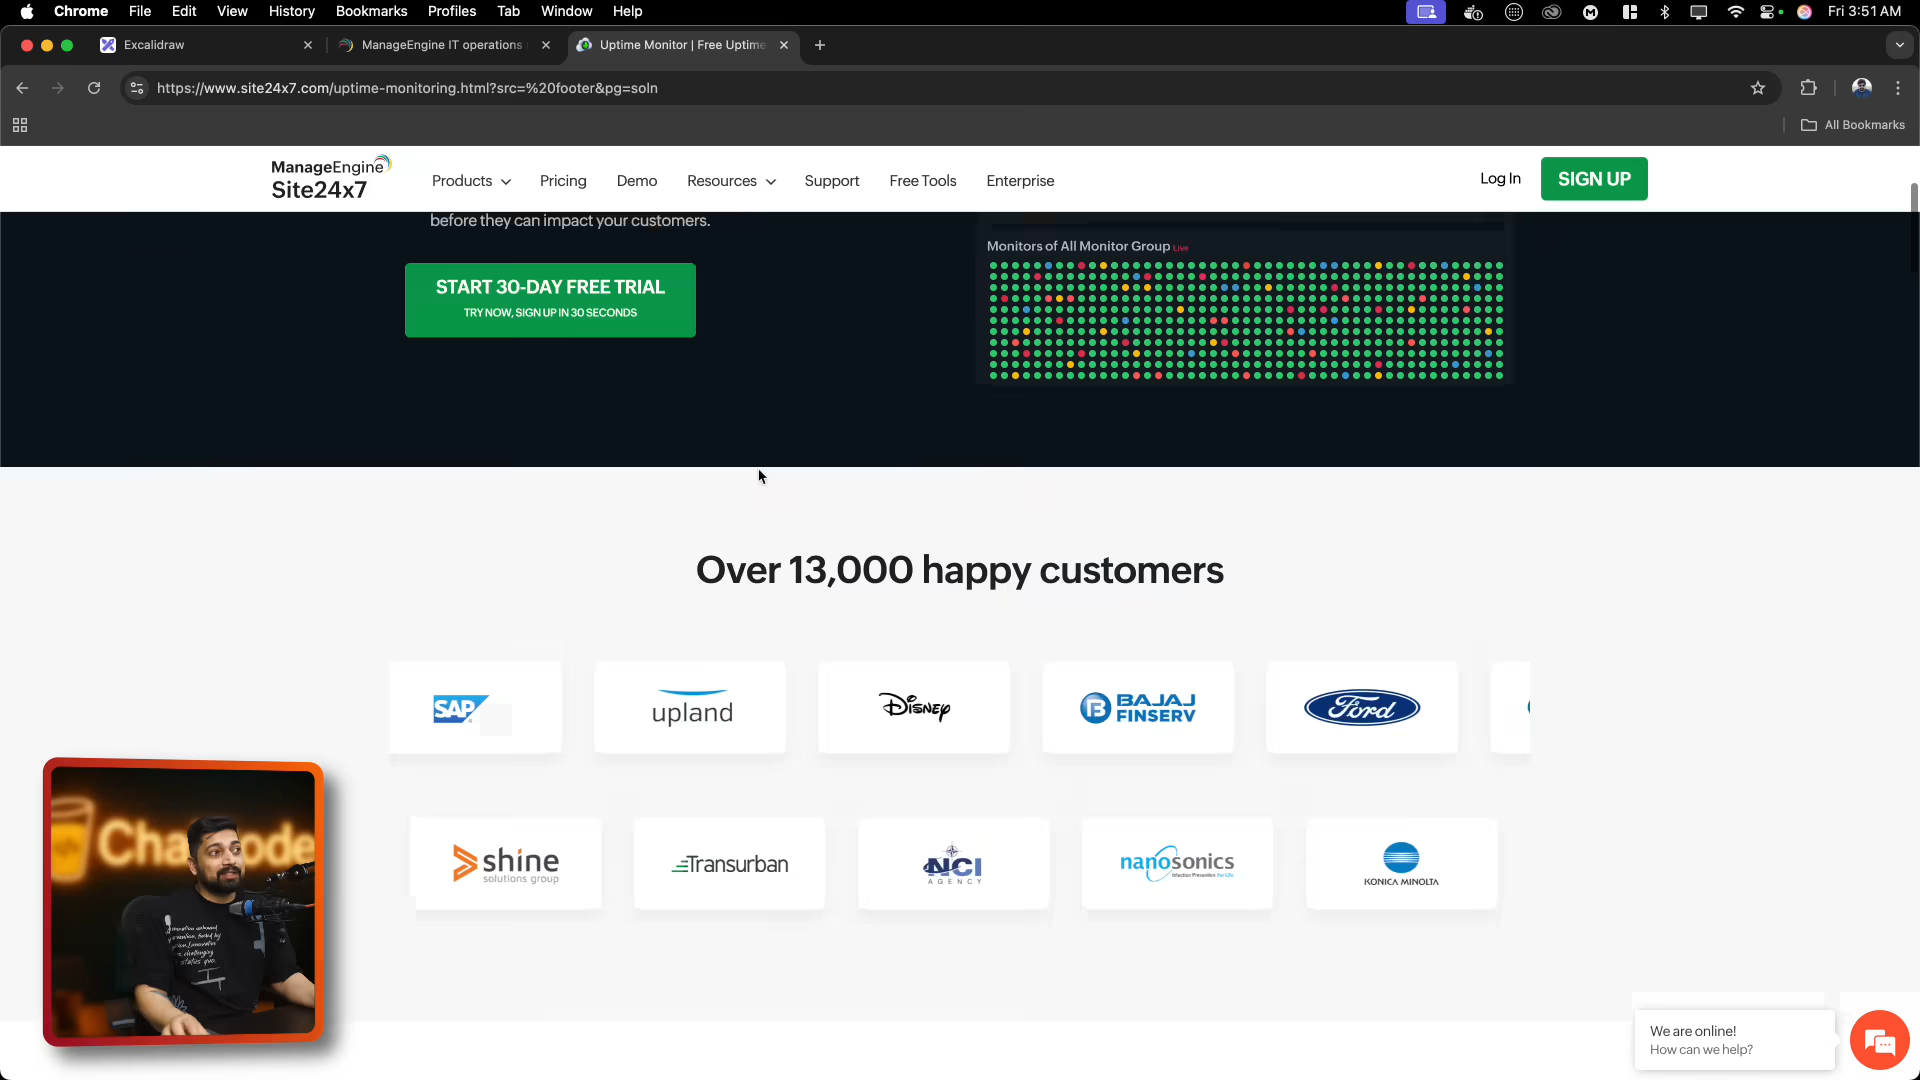 Chrome File Edit View History Bookmarks Profiles Tab Window Help Fri 3:51 AM
Excalidraw
ManageEngine IT operations
Uptime Monitor | Free Uptime
https://www.site24x7.com/uptime-monitoring.html?src=%20footer&pg=soln
All Bookmarks
ManageEngine
Site24x7
Products Pricing Demo Resources Support Free Tools Enterprise
Log In
SIGN UP
before they can impact your customers.
START 30-DAY FREE TRIAL
TRY NOW, SIGN UP IN 30 SECONDS
Monitors of All Monitor Group Live
Over 13,000 happy customers
SAP
upland
Disney
BAJAJ
FINSERV
Ford
shine
solutions group
Transurban
NCI
AGENCY
nanosonics
Infection Prevention For Life
KONICA MINOLTA
We are online!
How can we help?